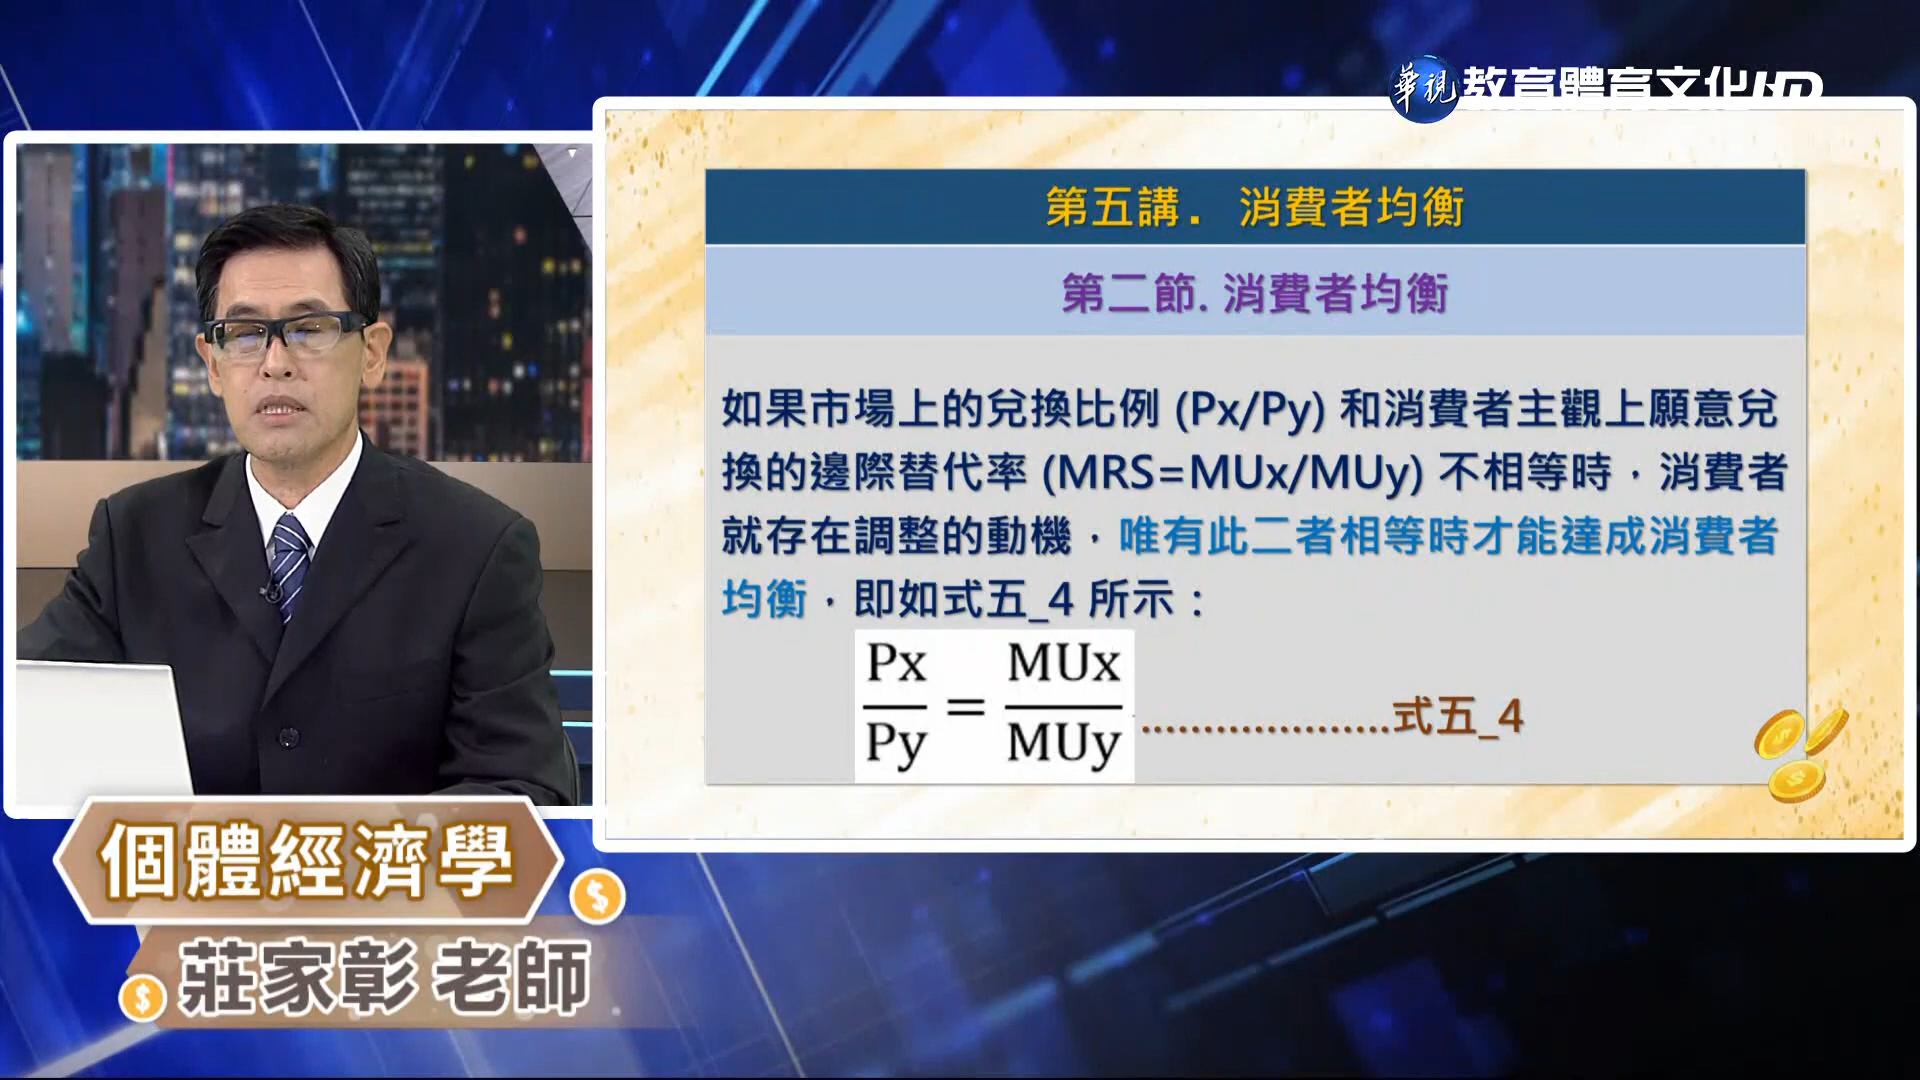 華視 教育體育文化HD
第五講. 消費者均衡
第二節. 消費者均衡
如果市場上的兌換比例 (Px/Py) 和消費者主觀上願意兌
換的邊際替代率 (MRS=MUx/MUy) 不相等時，消費者
就存在調整的動機，唯有此二者相等時才能達成消費者
均衡，即如式五_4 所示：
Px/Py = MUx/MUy ....................式五_4
個體經濟學
莊家彰 老師